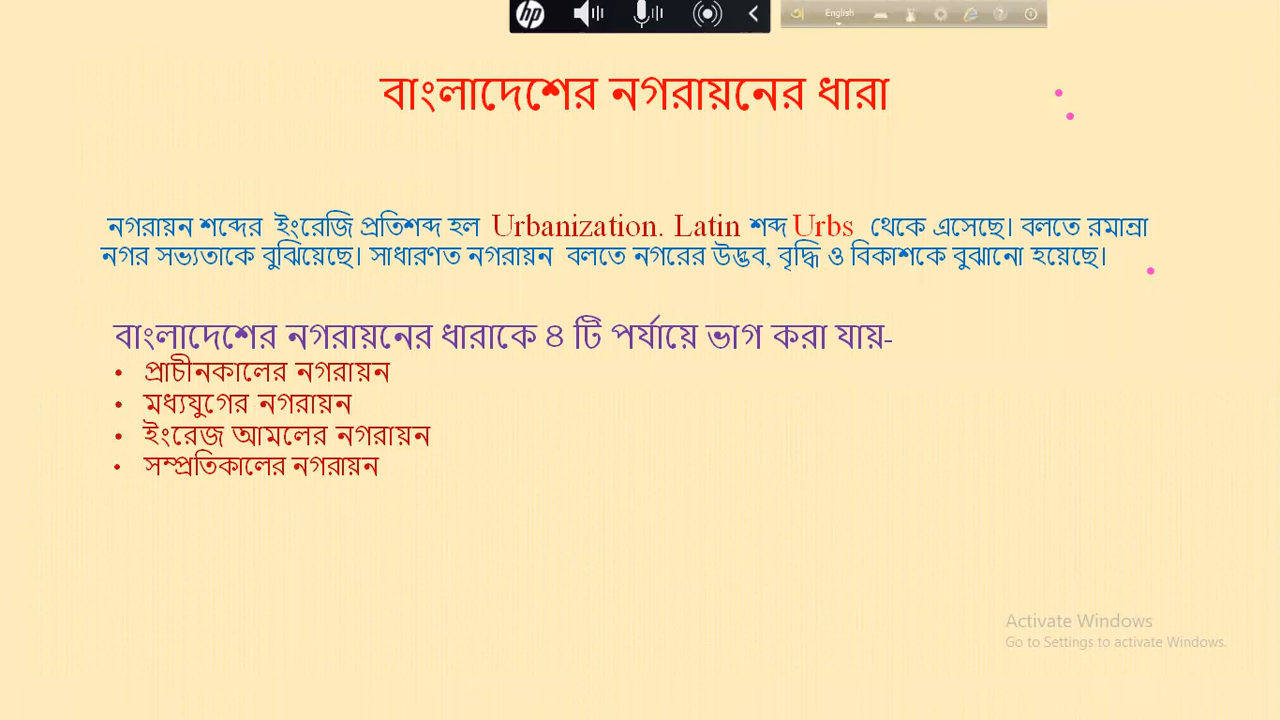 hp
English
বাংলাদেশের নগরায়নের ধারা
নগরায়ন শব্দের ইংরেজি প্রতিশব্দ হল Urbanization. Latin শব্দ Urbs থেকে এসেছে। বলতে রমান্না
নগর সভ্যতাকে বুঝিয়েছে। সাধারণত নগরায়ন বলতে নগরের উদ্ভব, বৃদ্ধি ও বিকাশকে বুঝানো হয়েছে।
বাংলাদেশের নগরায়নের ধারাকে ৪ টি পর্যায়ে ভাগ করা যায়-
• প্রাচীনকালের নগরায়ন
• মধ্যযুগের নগরায়ন
• ইংরেজ আমলের নগরায়ন
• সম্প্রতিকালের নগরায়ন
Activate Windows
Go to Settings to activate Windows.